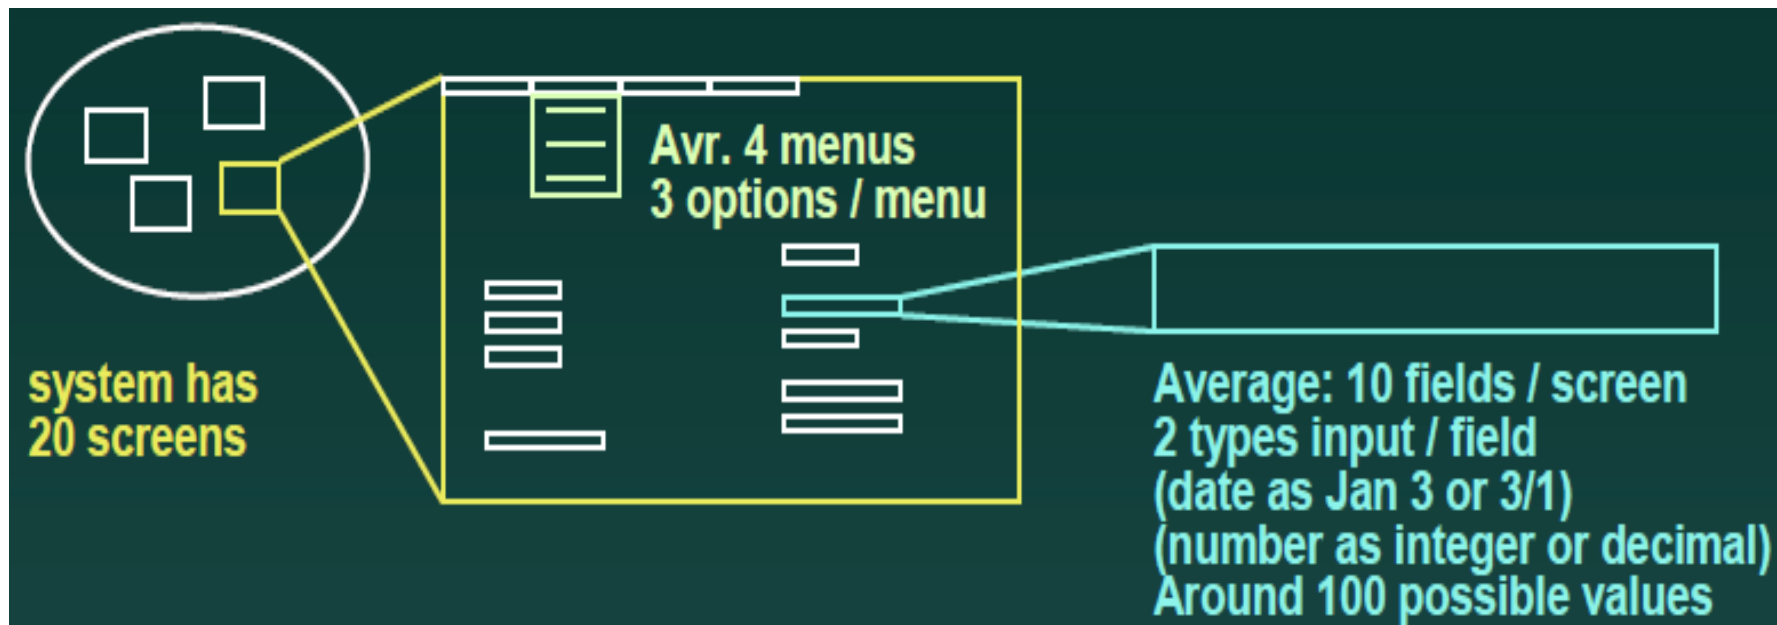 Avr. 4 menus
3 options / menu
system has
20 screens
Average: 10 fields / screen
2 types input / field
(date as Jan 3 or 3/1)
(number as integer or decimal)
Around 100 possible values